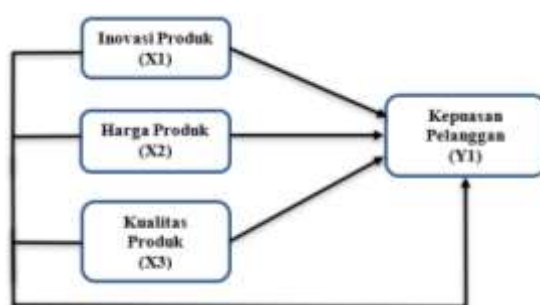 Inovasi Produk
(X1)
Harga Produk
(X2)
Kualitas
Produk
(X3)
Kepuasan
Pelanggan
(Y1)